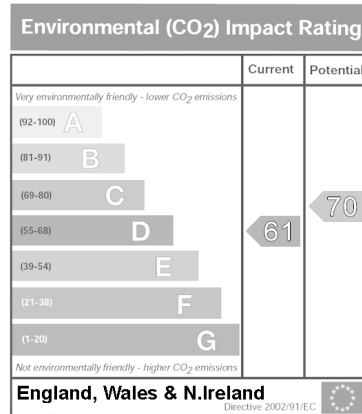 Environmental (CO2) Impact Rating
Current Potential
Very environmentally friendly - lower CO2 emissions
(92-100) A
(81-91) B
(69-80) C
70
(55-68) D 61
(39-54) E
(21-38) F
(1-20) G
Not environmentally friendly - higher CO2 emissions
England, Wales & N.Ireland
Directive 2002/91/EC